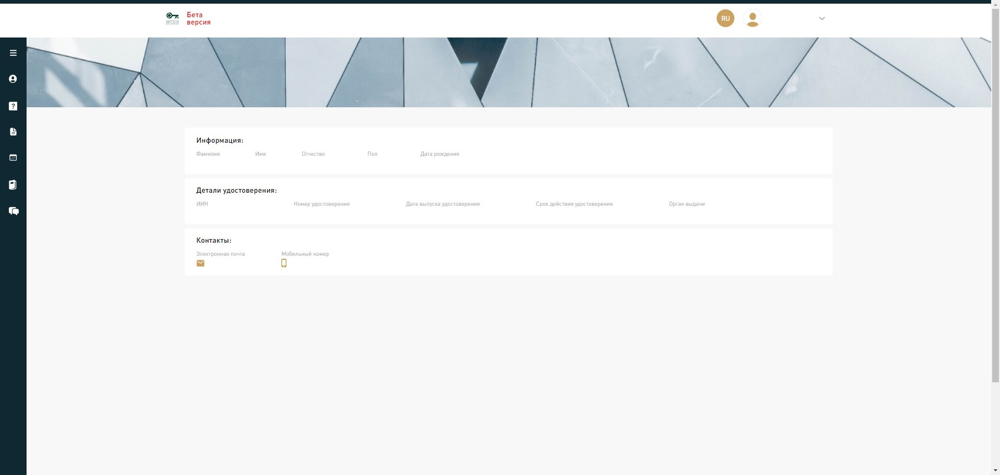 Бета
версия
RU
Информация:
Фамилия Имя Отчество Пол Дата рождения
Детали удостоверения:
ИИН Номер удостоверения Дата выпуска удостоверения Срок действия удостоверения Орган выдачи
Контакты:
Электронная почта Мобильный номер